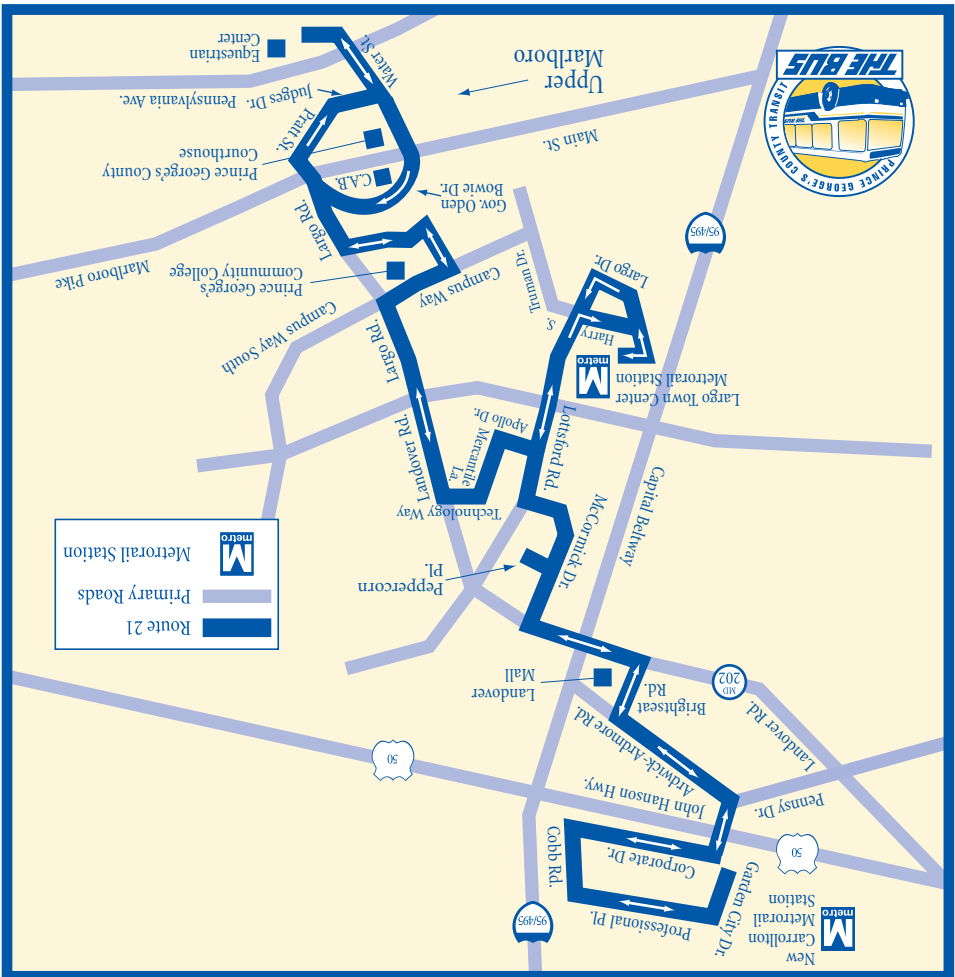 New
Carrollton
Metrorail
Station
M
metro
Garden City Dr.
Professional Pl.
95/495
Corporate Dr.
Cobb Rd.
50
Pennsy Dr.
John Hanson Hwy.
Ardwick-Ardmore Rd.
50
Landover Rd.
MD
202
Brightseat
Rd.
Landover
Mall
Route 21
Primary Roads
Metrorail Station
M
metro
Peppercorn
Pl.
McCormick Dr.
Capital Beltway
Technology Way
Mercantile
La.
Landover Rd.
Lottsford Rd.
Apollo Dr.
Largo Town Center
Metrorail Station
M
metro
Harry
S.
Truman Dr.
Largo Dr.
Largo Rd.
Campus Way South
Campus Way
Prince George's
Community College
Marlboro Pike
95/495
Largo Rd.
Gov. Oden
Bowie Dr.
C.A.B.
Prince George's County
Courthouse
Main St.
Pratt St.
Judges Dr.
Pennsylvania Ave.
Upper
Marlboro
Water St.
Equestrian
Center
PRINCE GEORGE'S COUNTY TRANSIT
THE BUS
THE BUS